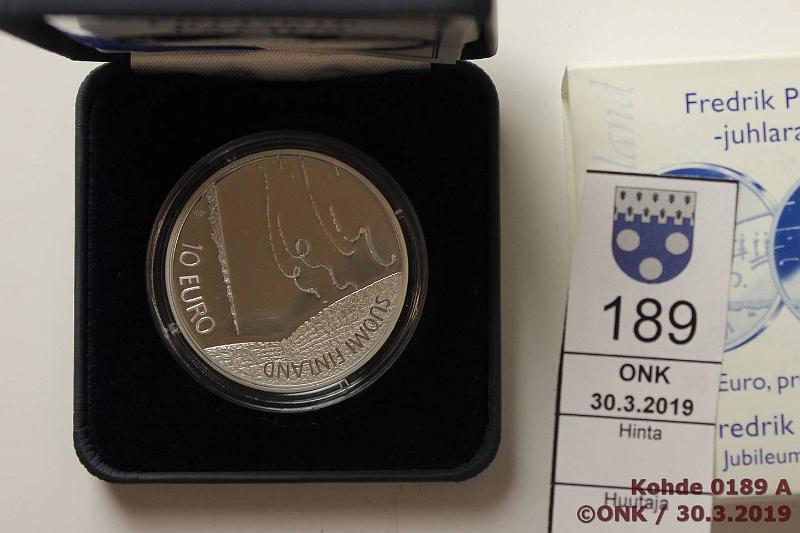 10 EURO
SUOMI FINLAND
land
Fredrik P
-juhlara
189
ONK
30.3.2019
Hinta
Huutaja
Euro, pr
redrik
Jubileum
Kohde 0189 A
©ONK / 30.3.2019